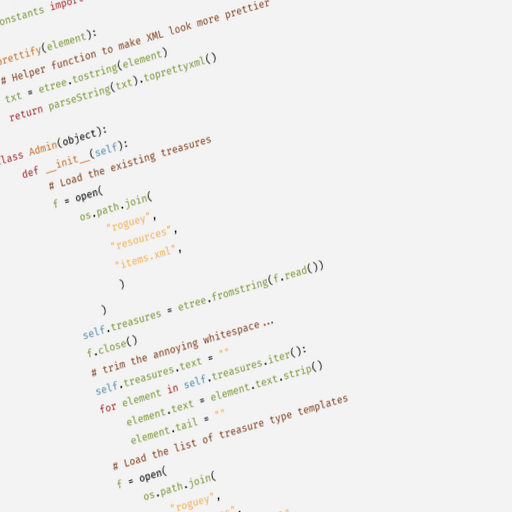 onstants impor
prettify(element):
# Helper function to make XML look more prettier
txt = etree.tostring(element)
return parseString(txt).toprettyxml()
lass Admin(object):
def __init__(self):
# Load the existing treasures
f = open(
os.path.join(
"roguey",
"resources",
"items.xml",
)
)
self.treasures = etree.fromstring(f.read())
f.close()
# trim the annoying whitespace...
self.treasures.text = ""
for element in self.treasures.iter():
element.text = element.text.strip()
element.tail = ""
# Load the list of treasure type templates
f = open(
os.path.join(
"roguey",